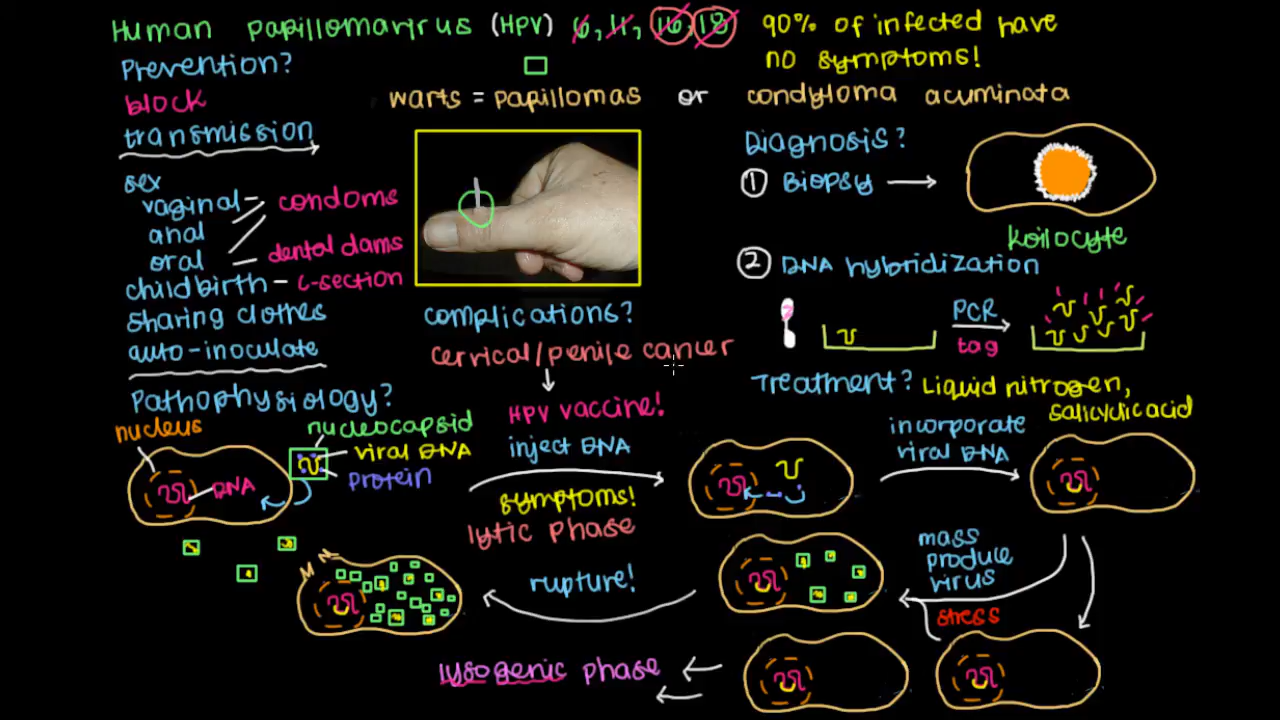 Human papillomavirus (HPV) 6, 11, 16, 18
90% of infected have
no symptoms!
Prevention?
block
transmission
warts = papillomas or condyloma acuminata
sex
vaginal - condoms
anal
oral - dental dams
childbirth - c-section
sharing clothes
auto-inoculate
Diagnosis?
1 Biopsy
koilocyte
2 DNA hybridization
PCR
tag
complications?
cervical/penile cancer
HPV vaccine!
Treatment? Liquid nitrogen,
salicyclic acid
Pathophysiology?
nucleus
nucleocapsid
viral DNA
protein
DNA
inject DNA
incorporate
viral DNA
symptoms!
lytic phase
mass
produce
virus
rupture!
stress
lysogenic phase